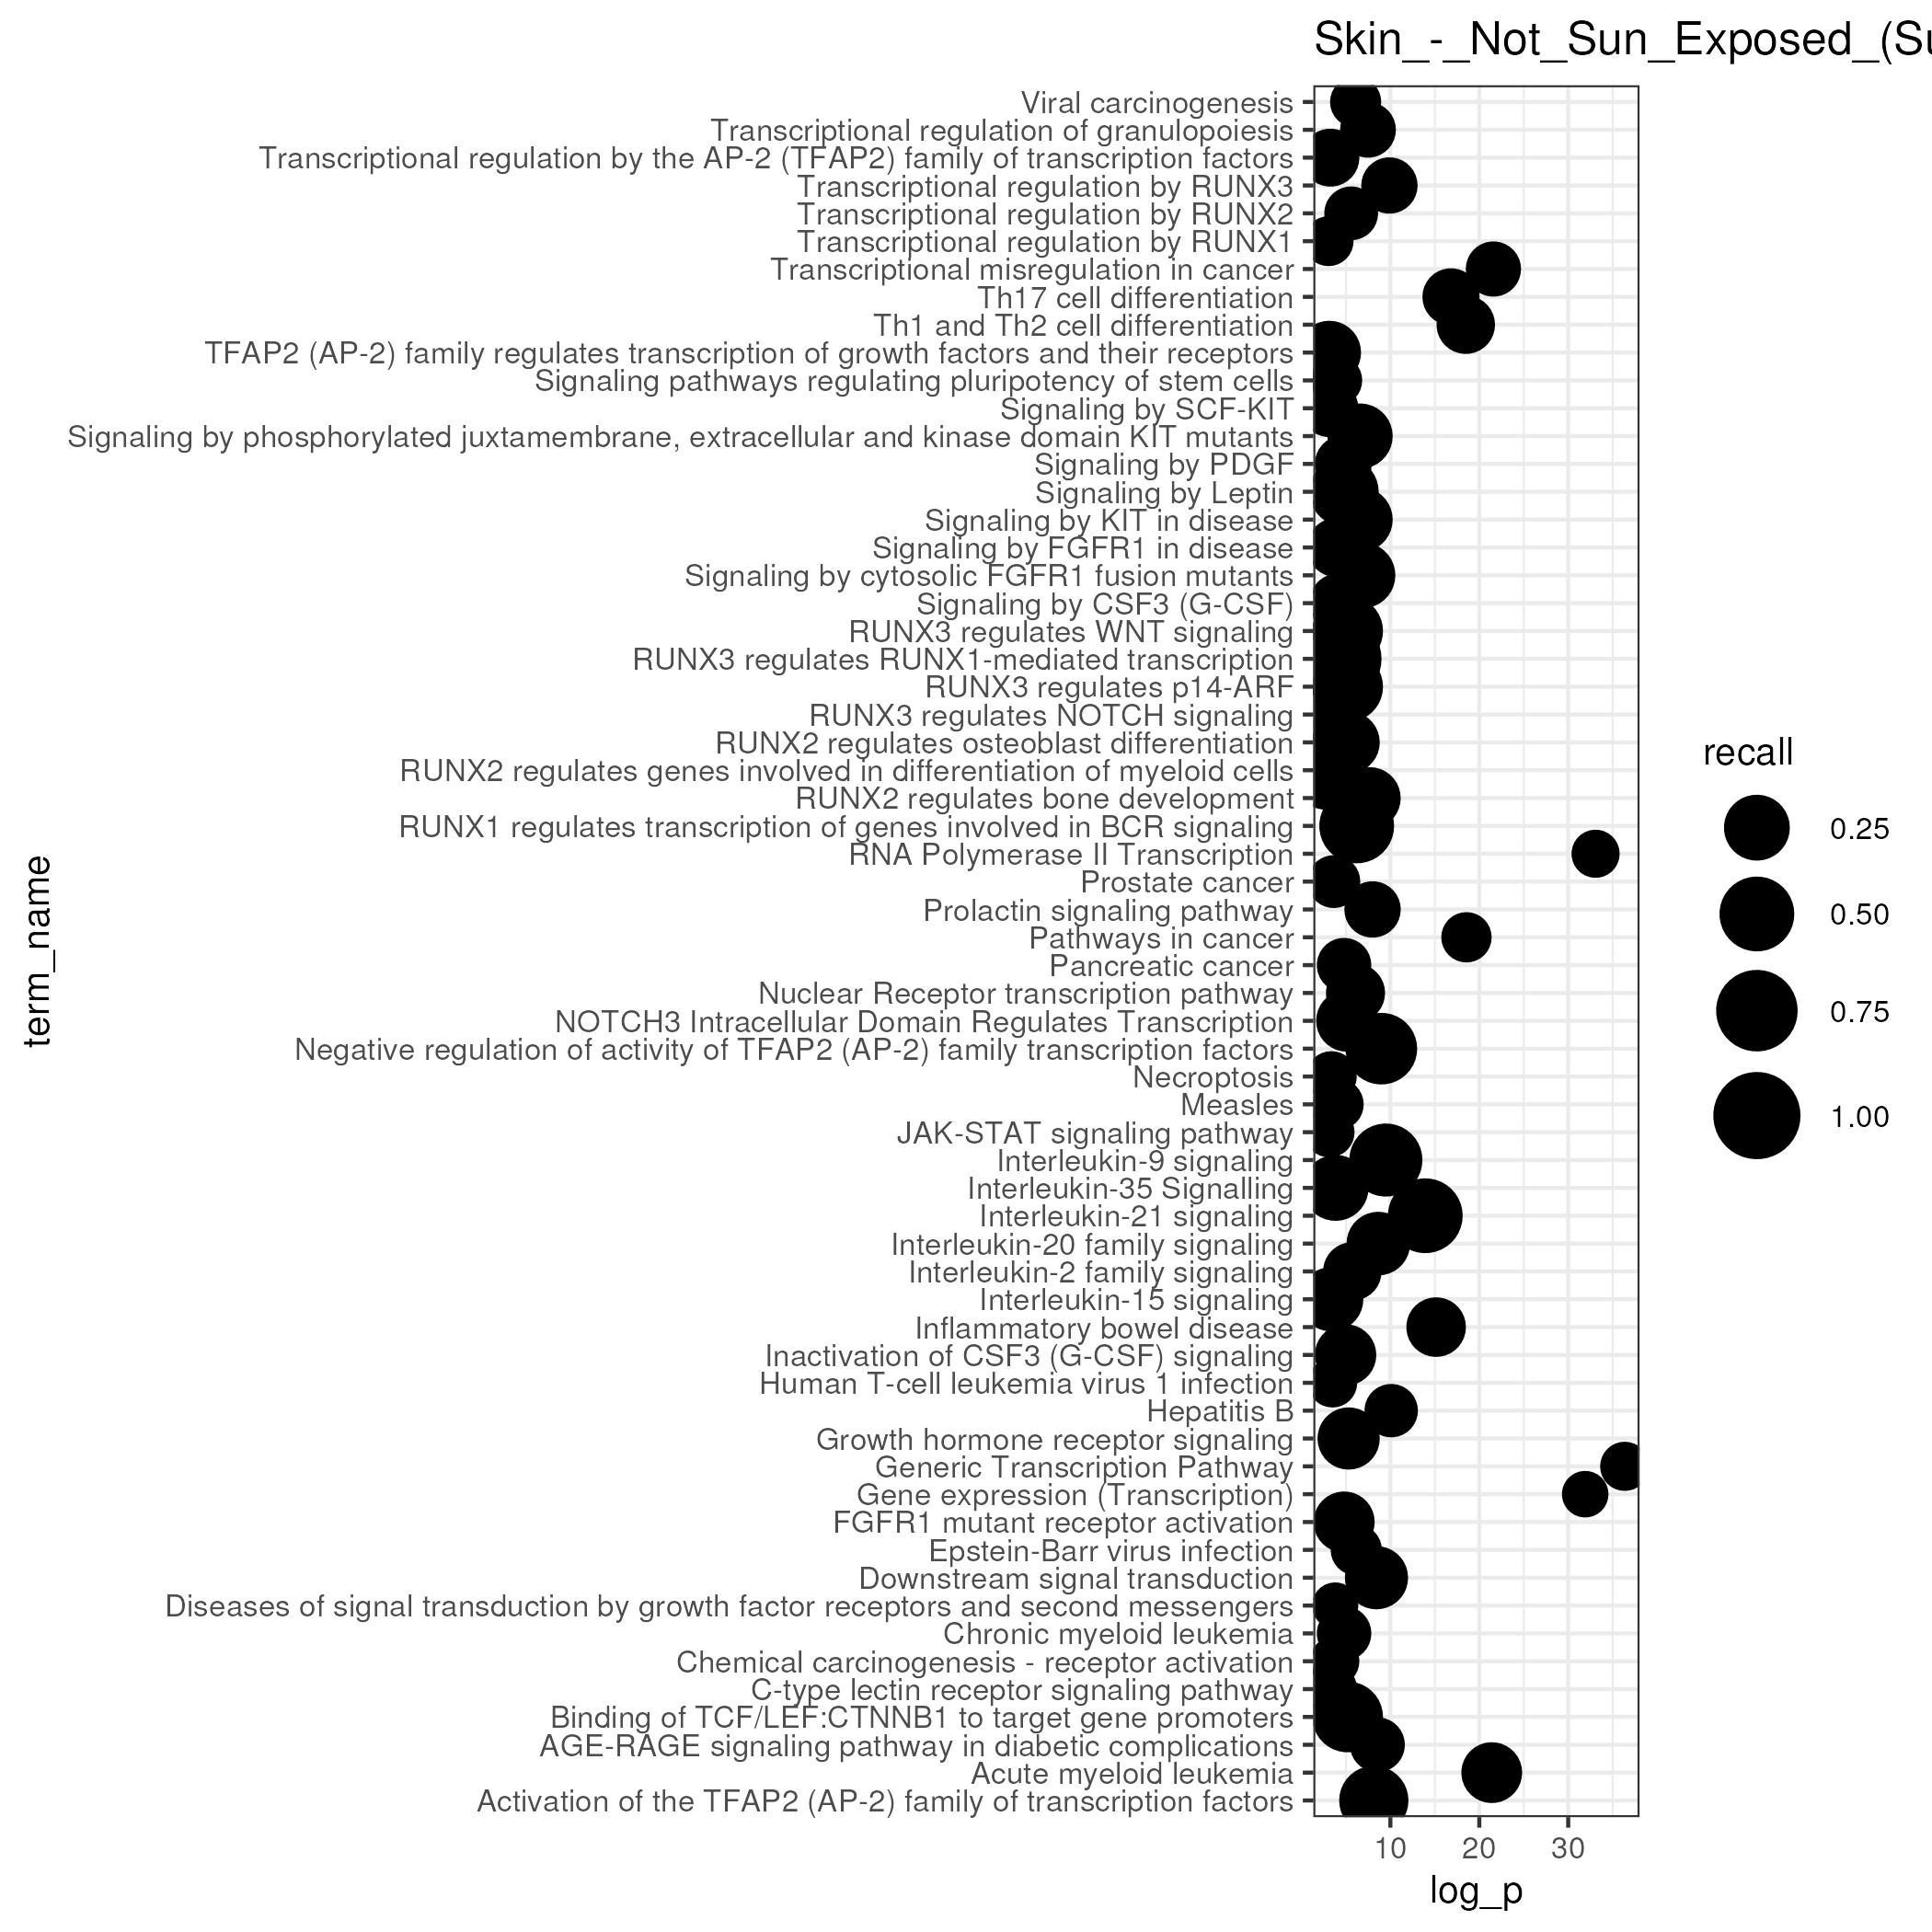 Skin_-_Not_Sun_Exposed_(Su
Viral carcinogenesis
Transcriptional regulation of granulopoiesis
Transcriptional regulation by the AP-2 (TFAP2) family of transcription factors
Transcriptional regulation by RUNX3
Transcriptional regulation by RUNX2
Transcriptional regulation by RUNX1
Transcriptional misregulation in cancer
Th17 cell differentiation
Th1 and Th2 cell differentiation
TFAP2 (AP-2) family regulates transcription of growth factors and their receptors
Signaling pathways regulating pluripotency of stem cells
Signaling by SCF-KIT
Signaling by phosphorylated juxtamembrane, extracellular and kinase domain KIT mutants
Signaling by PDGF
Signaling by Leptin
Signaling by KIT in disease
Signaling by FGFR1 in disease
Signaling by cytosolic FGFR1 fusion mutants
Signaling by CSF3 (G-CSF)
RUNX3 regulates WNT signaling
RUNX3 regulates RUNX1-mediated transcription
RUNX3 regulates p14-ARF
RUNX3 regulates NOTCH signaling
RUNX2 regulates osteoblast differentiation
RUNX2 regulates genes involved in differentiation of myeloid cells
RUNX2 regulates bone development
RUNX1 regulates transcription of genes involved in BCR signaling
RNA Polymerase II Transcription
Prostate cancer
Prolactin signaling pathway
Pathways in cancer
Pancreatic cancer
Nuclear Receptor transcription pathway
NOTCH3 Intracellular Domain Regulates Transcription
Negative regulation of activity of TFAP2 (AP-2) family transcription factors
Necroptosis
Measles
JAK-STAT signaling pathway
Interleukin-9 signaling
Interleukin-35 Signalling
Interleukin-21 signaling
Interleukin-20 family signaling
Interleukin-2 family signaling
Interleukin-15 signaling
Inflammatory bowel disease
Inactivation of CSF3 (G-CSF) signaling
Human T-cell leukemia virus 1 infection
Hepatitis B
Growth hormone receptor signaling
Generic Transcription Pathway
Gene expression (Transcription)
FGFR1 mutant receptor activation
Epstein-Barr virus infection
Downstream signal transduction
Diseases of signal transduction by growth factor receptors and second messengers
Chronic myeloid leukemia
Chemical carcinogenesis - receptor activation
C-type lectin receptor signaling pathway
Binding of TCF/LEF:CTNNB1 to target gene promoters
AGE-RAGE signaling pathway in diabetic complications
Acute myeloid leukemia
Activation of the TFAP2 (AP-2) family of transcription factors
term_name
10 20 30
log_p
recall
0.25
0.50
0.75
1.00